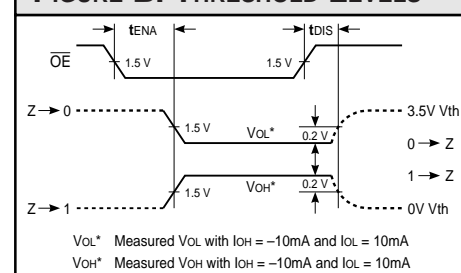 FIGURE B. THRESHOLD LEVELS
tENA tDIS
OE
1.5 V 1.5 V
Z 0 3.5V Vth
1.5 V VOL* 0.2 V
0 Z
1 Z
1.5 V VOH* 0.2 V
Z 1 0V Vth
VOL* Measured VOL with IOH = –10mA and IOL = 10mA
VOH* Measured VOH with IOH = –10mA and IOL = 10mA